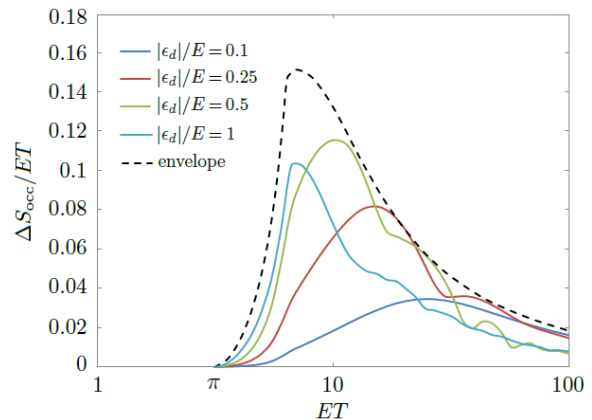 0.18
0.16
0.14
0.12
0.1
0.08
0.06
0.04
0.02
0
ΔS_occ/ET
|ϵ_d|/E = 0.1
|ϵ_d|/E = 0.25
|ϵ_d|/E = 0.5
|ϵ_d|/E = 1
envelope
1 π 10 100
ET